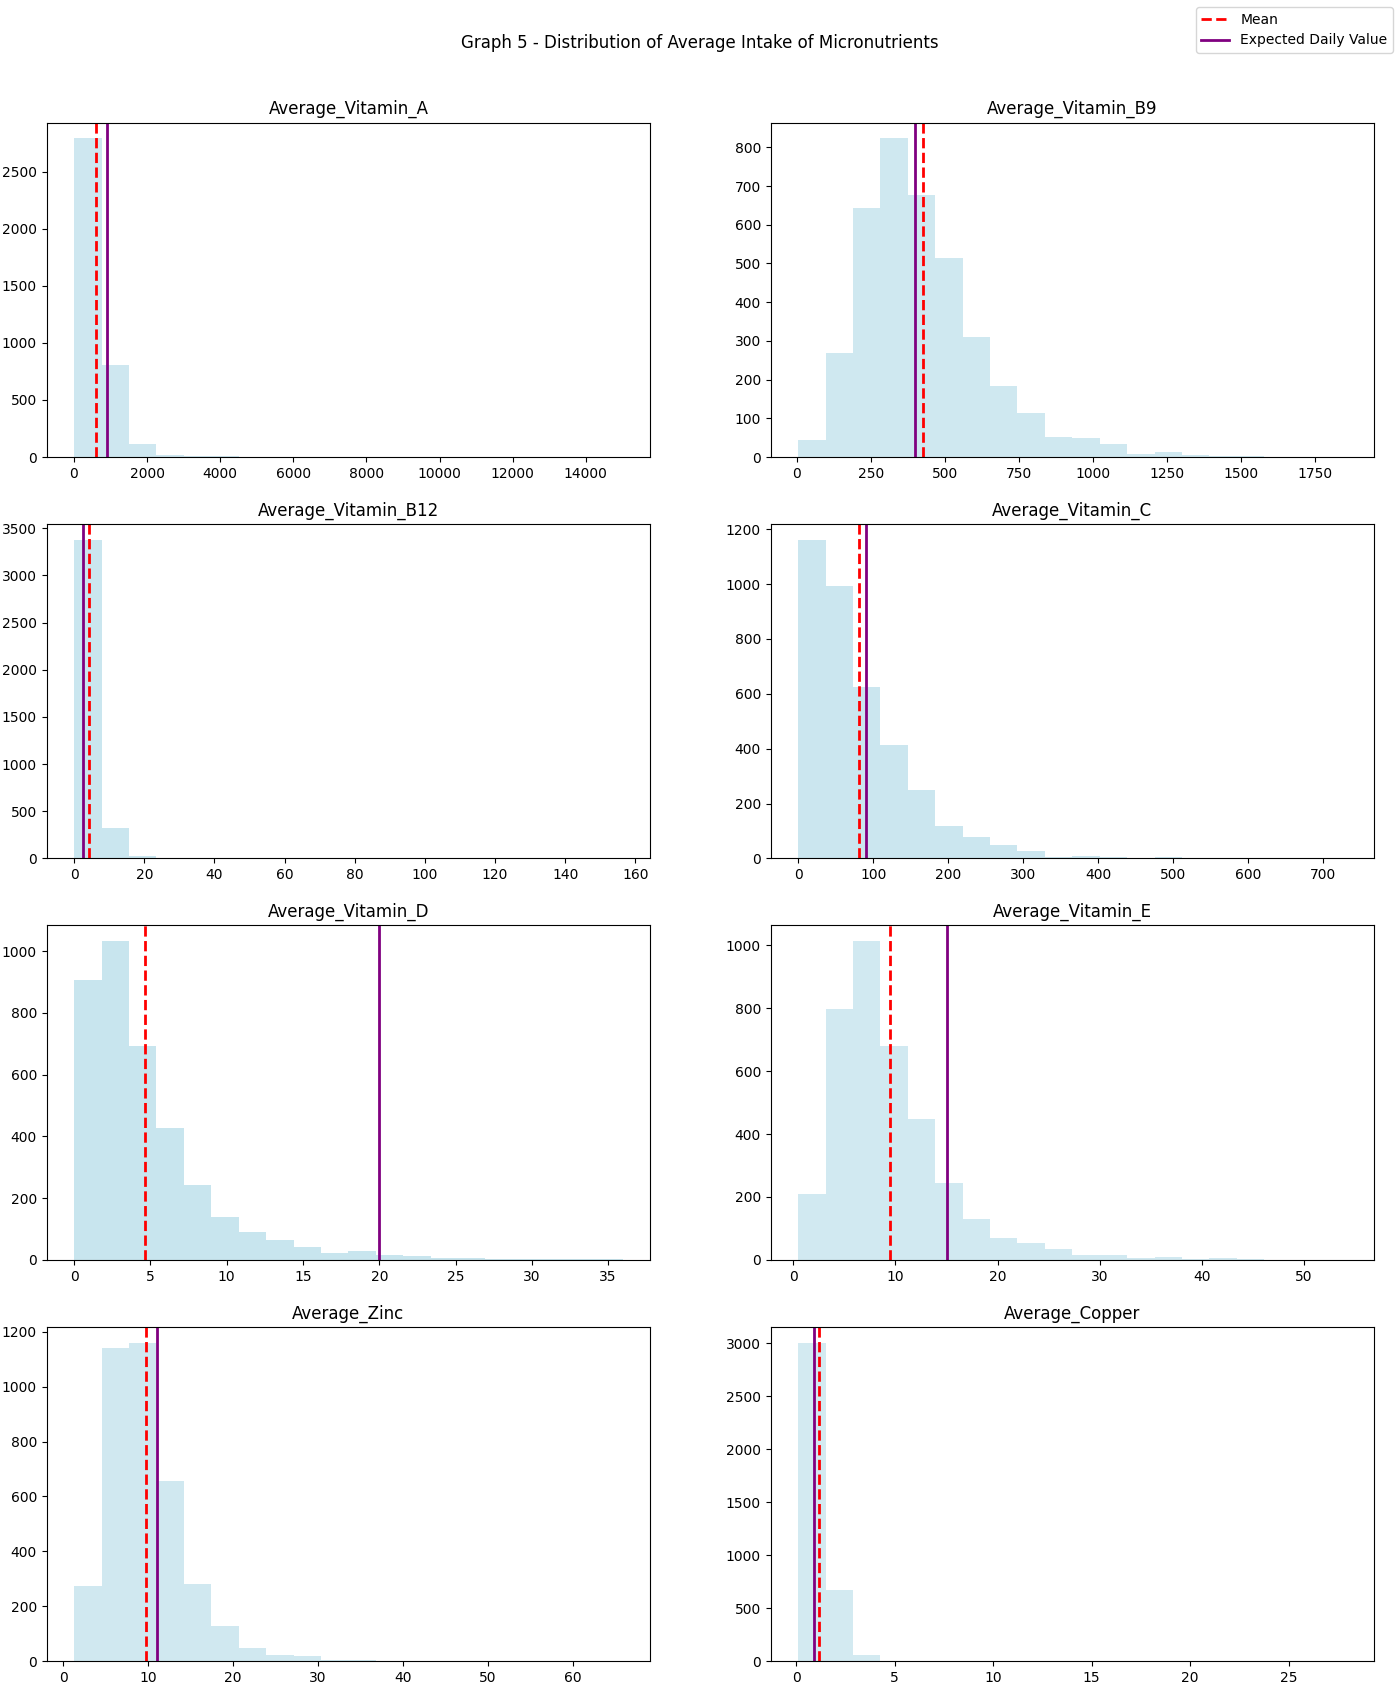 Mean
Expected Daily Value
Graph 5 - Distribution of Average Intake of Micronutrients
Average_Vitamin_A
2500
2000
1500
1000
500
0
0 2000 4000 6000 8000 10000 12000 14000
Average_Vitamin_B9
800
700
600
500
400
300
200
100
0
0 250 500 750 1000 1250 1500 1750
Average_Vitamin_B12
3500
3000
2500
2000
1500
1000
500
0
0 20 40 60 80 100 120 140 160
Average_Vitamin_C
1200
1000
800
600
400
200
0
0 100 200 300 400 500 600 700
Average_Vitamin_D
1000
800
600
400
200
0
0 5 10 15 20 25 30 35
Average_Vitamin_E
1000
800
600
400
200
0
0 10 20 30 40 50
Average_Zinc
1200
1000
800
600
400
200
0
0 10 20 30 40 50 60
Average_Copper
3000
2500
2000
1500
1000
500
0
0 5 10 15 20 25